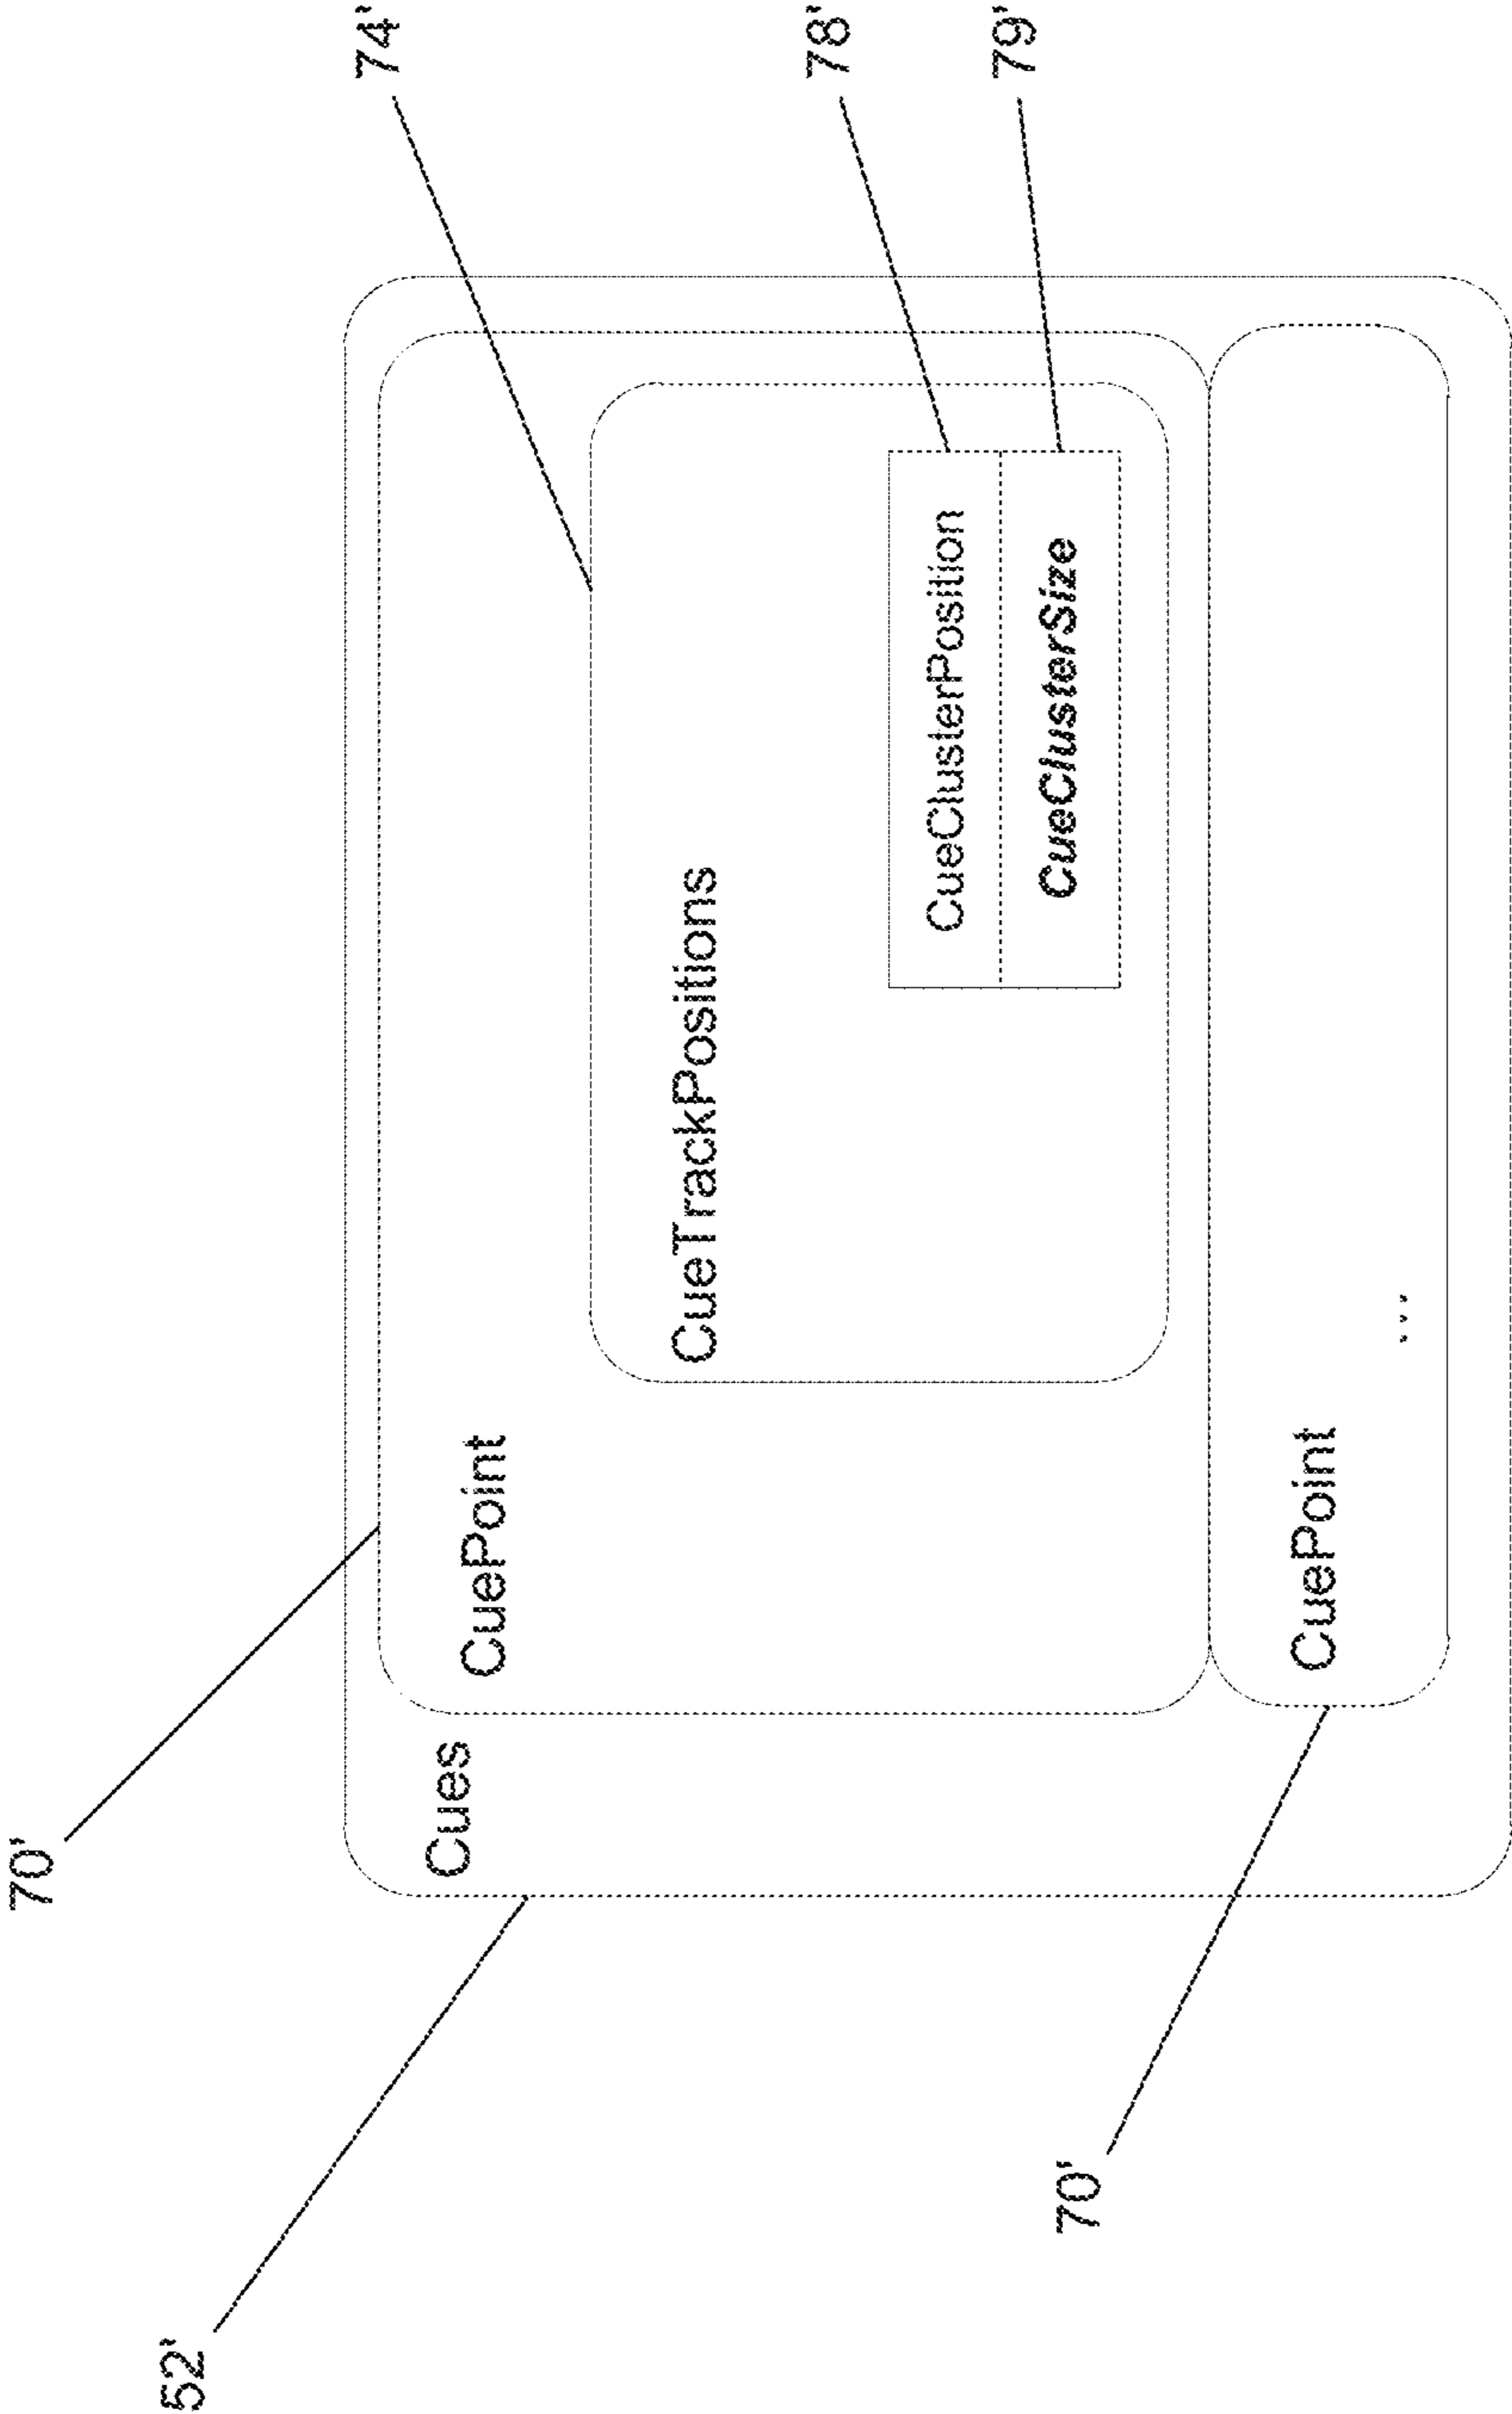 70'
52'
Cues
CuePoint
74'
CueTrackPositions
78'
CueClusterPosition
79'
CueClusterSize
70'
CuePoint
...